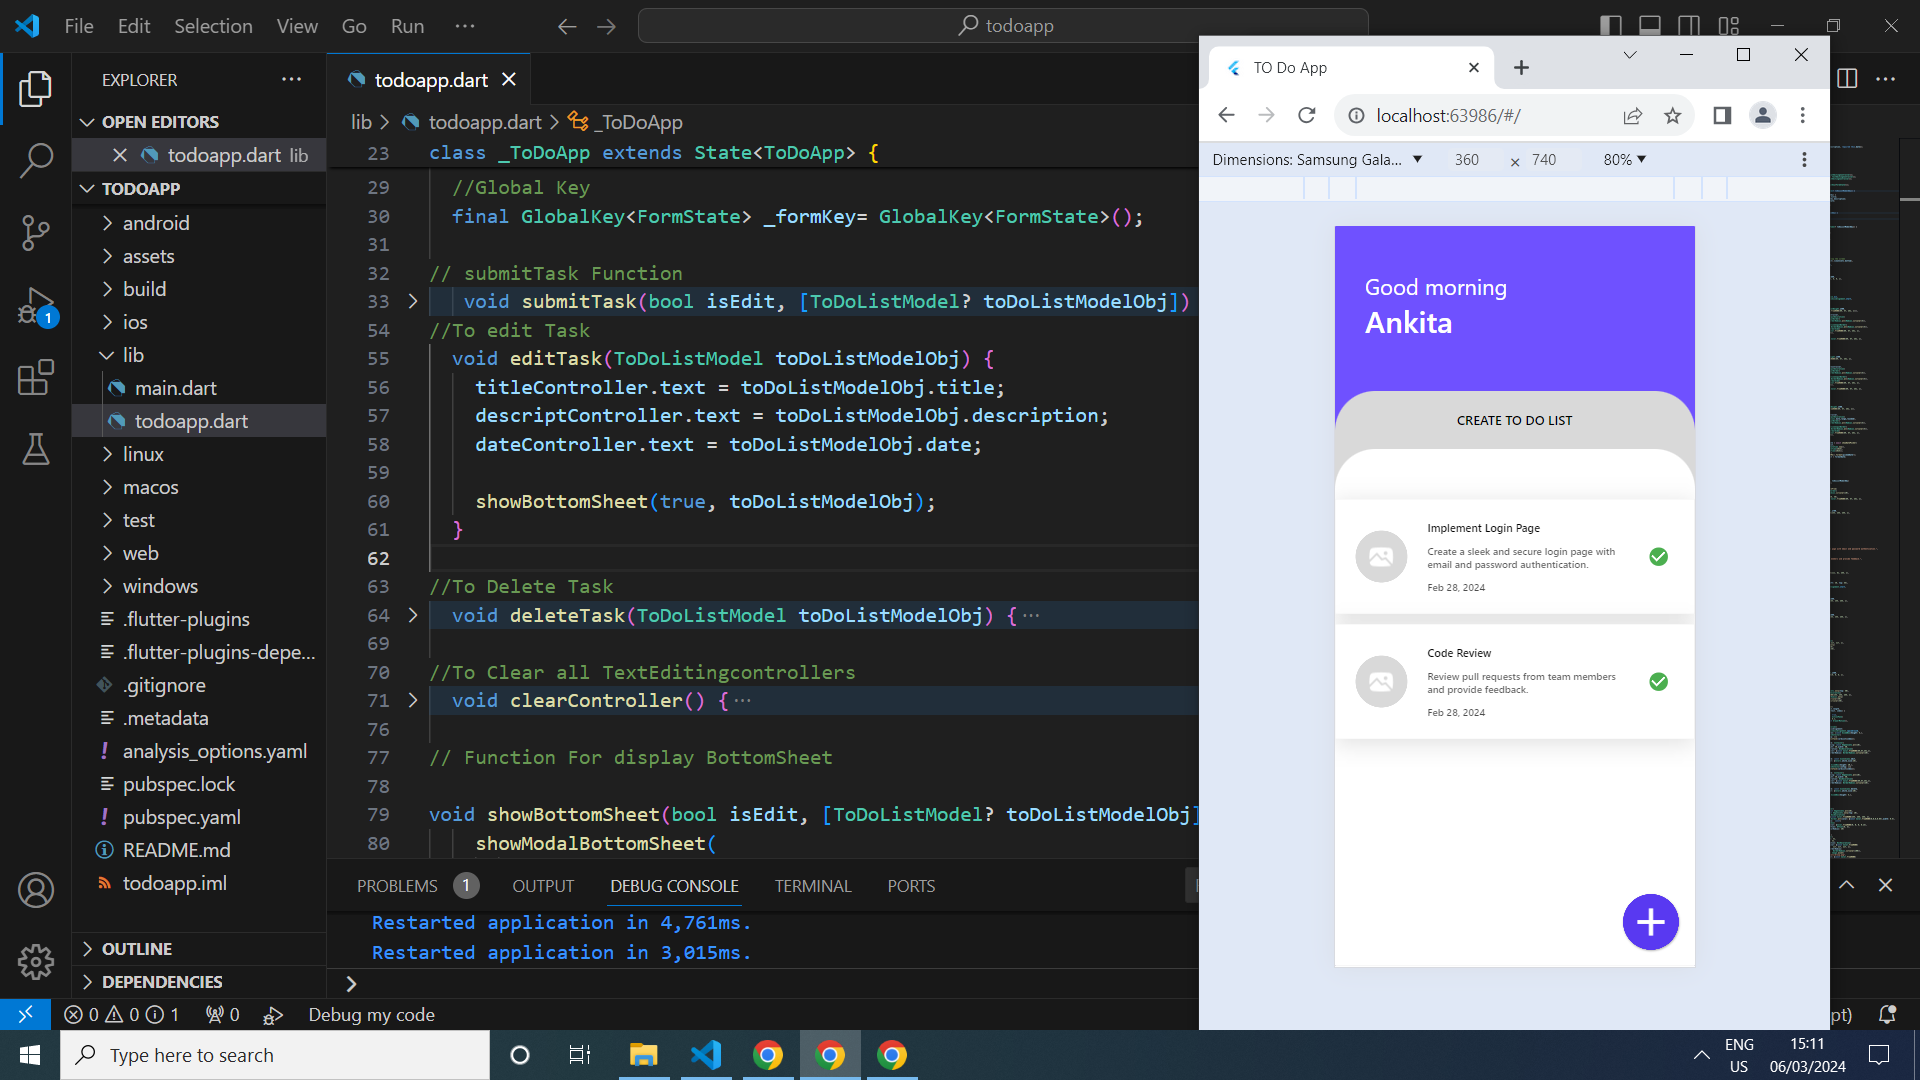 File Edit Selection View Go Run ··· todoapp
EXPLORER
OPEN EDITORS
todoapp.dart lib
TODOAPP
android
assets
build
ios
lib
main.dart
todoapp.dart
linux
macos
test
web
windows
.flutter-plugins
.flutter-plugins-depe...
.gitignore
.metadata
analysis_options.yaml
pubspec.lock
pubspec.yaml
README.md
todoapp.iml
OUTLINE
DEPENDENCIES
1
todoapp.dart
lib > todoapp.dart > _ToDoApp
23 class _ToDoApp extends State<ToDoApp> {
29 //Global Key
30 final GlobalKey<FormState> _formKey= GlobalKey<FormState>();
31
32 // submitTask Function
33 void submitTask(bool isEdit, [ToDoListModel? toDoListModelObj])
54 //To edit Task
55 void editTask(ToDoListModel toDoListModelObj) {
56 titleController.text = toDoListModelObj.title;
57 descriptController.text = toDoListModelObj.description;
58 dateController.text = toDoListModelObj.date;
59
60 showBottomSheet(true, toDoListModelObj);
61 }
62
63 //To Delete Task
64 void deleteTask(ToDoListModel toDoListModelObj) {···
69
70 //To Clear all TextEditingcontrollers
71 void clearController() {···
76
77 // Function For display BottomSheet
78
79 void showBottomSheet(bool isEdit, [ToDoListModel? toDoListModelObj]
80 showModalBottomSheet(
PROBLEMS 1 OUTPUT DEBUG CONSOLE TERMINAL PORTS
Restarted application in 4,761ms.
Restarted application in 3,015ms.
>
0 0 1 0 Debug my code
TO Do App
localhost:63986/#/
Dimensions: Samsung Gala... ▼ 360 × 740 80% ▼
Good morning
Ankita
CREATE TO DO LIST
Implement Login Page
Create a sleek and secure login page with
email and password authentication.
Feb 28, 2024
Code Review
Review pull requests from team members
and provide feedback.
Feb 28, 2024
pt)
Type here to search
ENG
US
15:11
06/03/2024